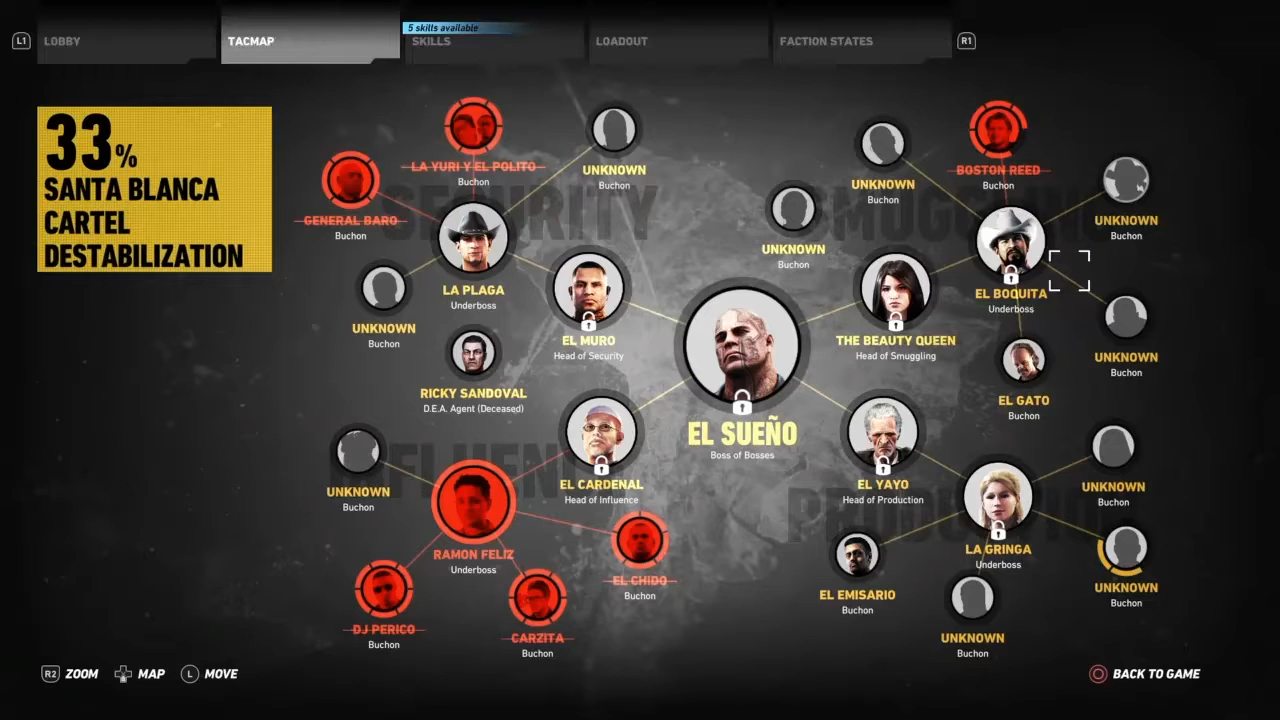 L1
LOBBY
TACMAP
5 skills available
SKILLS
LOADOUT
FACTION STATES
R1
33%
SANTA BLANCA
CARTEL
DESTABILIZATION
SECURITY
SMUGGLING
INFLUENCE
PRODUCTION
LA YURI Y EL POLITO
Buchon
UNKNOWN
Buchon
GENERAL BARO
Buchon
LA PLAGA
Underboss
UNKNOWN
Buchon
EL MURO
Head of Security
RICKY SANDOVAL
D.E.A. Agent (Deceased)
UNKNOWN
Buchon
BOSTON REED
Buchon
UNKNOWN
Buchon
UNKNOWN
Buchon
EL BOQUITA
Underboss
THE BEAUTY QUEEN
Head of Smuggling
UNKNOWN
Buchon
EL GATO
Buchon
EL SUEÑO
Boss of Bosses
EL CARDENAL
Head of Influence
UNKNOWN
Buchon
RAMON FELIZ
Underboss
EL CHIDO
Buchon
DJ PERICO
Buchon
CARZITA
Buchon
EL YAYO
Head of Production
UNKNOWN
Buchon
LA GRINGA
Underboss
EL EMISARIO
Buchon
UNKNOWN
Buchon
UNKNOWN
Buchon
R2 ZOOM
MAP
L MOVE
BACK TO GAME